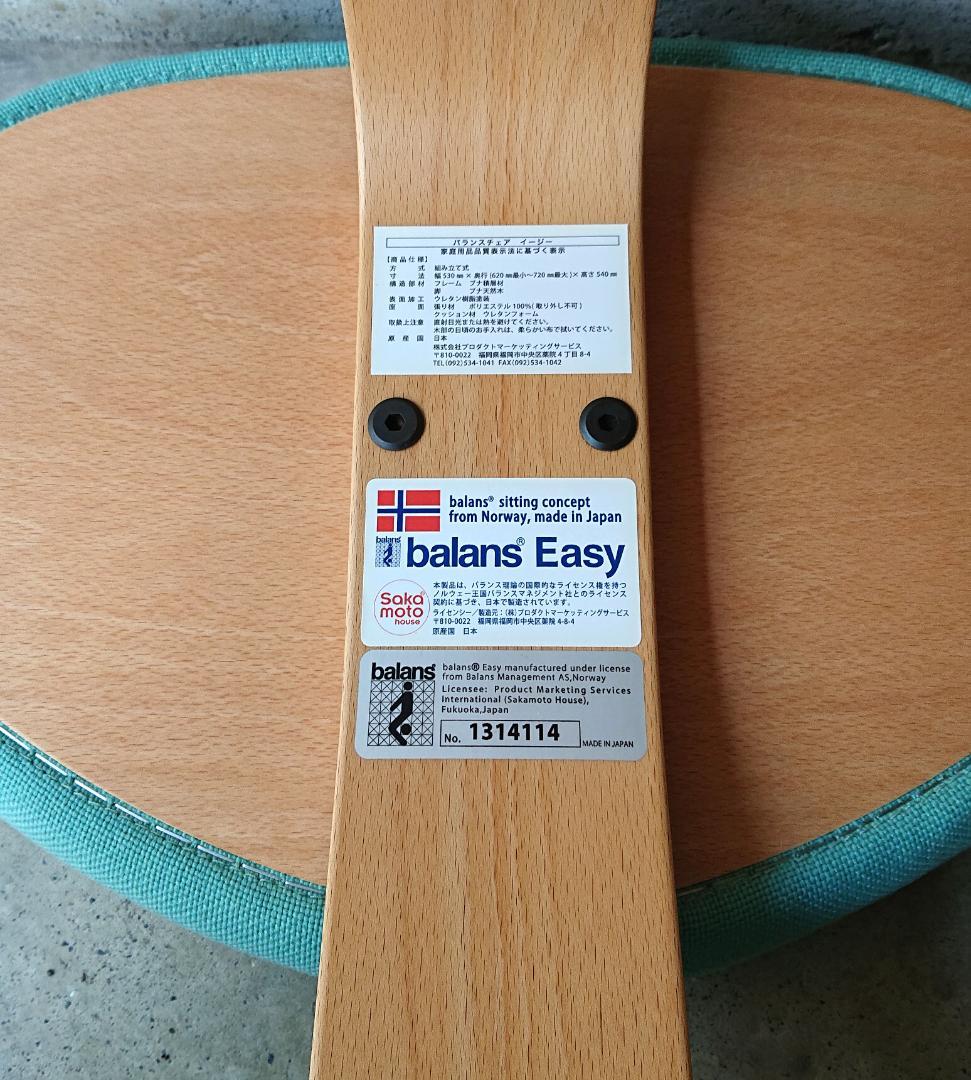 バランスチェア　イージー
家庭用品品質表示法に基づく表示
【商品仕様】
方　　式　組み立て式
寸　　法　幅 530 ㎜ × 奥行 (620 ㎜最小～720 ㎜最大 )× 高さ 540 ㎜
構造部材　フレーム　ブナ積層材
脚　　　　ブナ天然木
表面加工　ウレタン樹脂塗装
座　　面　張り材　　ポリエステル 100%( 取り外し不可 )
クッション材　ウレタンフォーム
取扱上注意　直射日光または熱を避けてください。
木部の日頃のお手入れは、柔らかい布で拭いてください。
原産国　日本
株式会社プロダクトマーケッティングサービス
〒810-0022　福岡県福岡市中央区薬院 4 丁目 8-4
TEL(092)534-1041 FAX(092)534-1042
balans® sitting concept
from Norway, made in Japan
balans
balans® Easy
本製品は、バランス理論の国際的なライセンス権を持つ
ノルウェー王国バランスマネジメント社とのライセンス
契約に基づき、日本で製造されています。
Saka
moto
house
ライセンシー/製造元：(株)プロダクトマーケッティングサービス
〒810-0022　福岡県福岡市中央区薬院 4-8-4
原産国　日本
balans®
balans® Easy manufactured under license
from Balans Management AS,Norway
Licensee: Product Marketing Services
International (Sakamoto House),
Fukuoka,Japan
No. 1314114
MADE IN JAPAN